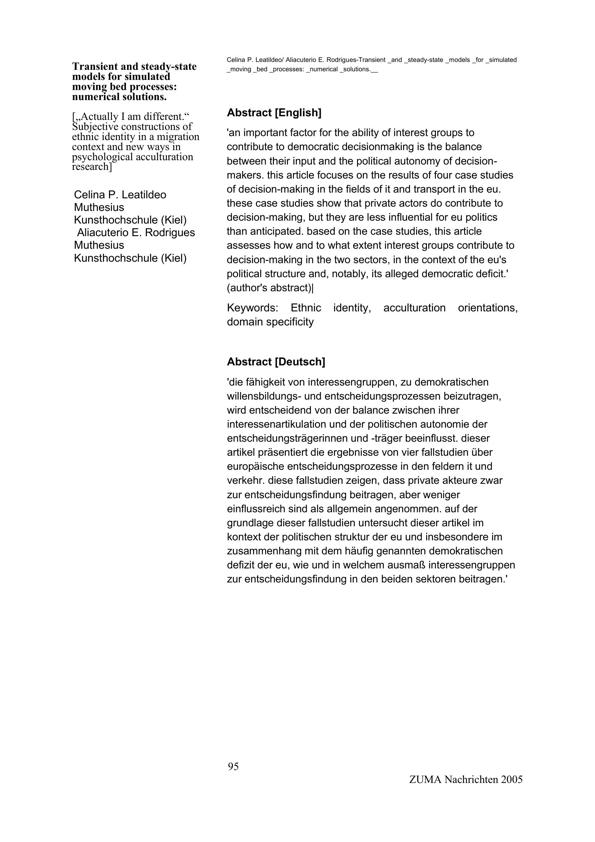 Transient and steady-state
models for simulated
moving bed processes:
numerical solutions.
[„Actually I am different.“
Subjective constructions of
ethnic identity in a migration
context and new ways in
psychological acculturation
research]
Celina P. Leatildeo
Muthesius
Kunsthochschule (Kiel)
Aliacuterio E. Rodrigues
Muthesius
Kunsthochschule (Kiel)
Celina P. Leatildeo/ Aliacuterio E. Rodrigues-Transient _and _steady-state _models _for _simulated
_moving _bed _processes: _numerical _solutions.__
Abstract [English]
'an important factor for the ability of interest groups to
contribute to democratic decisionmaking is the balance
between their input and the political autonomy of decision-
makers. this article focuses on the results of four case studies
of decision-making in the fields of it and transport in the eu.
these case studies show that private actors do contribute to
decision-making, but they are less influential for eu politics
than anticipated. based on the case studies, this article
assesses how and to what extent interest groups contribute to
decision-making in the two sectors, in the context of the eu's
political structure and, notably, its alleged democratic deficit.'
(author's abstract)|
Keywords: Ethnic identity, acculturation orientations,
domain specificity
Abstract [Deutsch]
'die fähigkeit von interessengruppen, zu demokratischen
willensbildungs- und entscheidungsprozessen beizutragen,
wird entscheidend von der balance zwischen ihrer
interessenartikulation und der politischen autonomie der
entscheidungsträgerinnen und -träger beeinflusst. dieser
artikel präsentiert die ergebnisse von vier fallstudien über
europäische entscheidungsprozesse in den feldern it und
verkehr. diese fallstudien zeigen, dass private akteure zwar
zur entscheidungsfindung beitragen, aber weniger
einflussreich sind als allgemein angenommen. auf der
grundlage dieser fallstudien untersucht dieser artikel im
kontext der politischen struktur der eu und insbesondere im
zusammenhang mit dem häufig genannten demokratischen
defizit der eu, wie und in welchem ausmaß interessengruppen
zur entscheidungsfindung in den beiden sektoren beitragen.'
95
ZUMA Nachrichten 2005